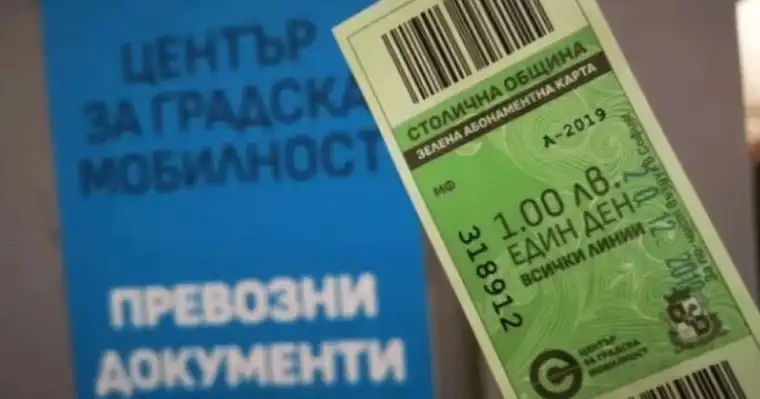 ЦЕНТЪР
ЗА ГРАДСКА
МОБИЛНОСТ
ПРЕВОЗНИ
ДОКУМЕНТИ
СТОЛИЧНА ОБЩИНА
ЗЕЛЕНА АБОНАМЕНТНА КАРТА
А-2019
МФ
1.00 лв.
ЕДИН ДЕН
ВСИЧКИ ЛИНИИ
318912
ЦЕНТЪР
ЗА ГРАДСКА
МОБИЛНОСТ